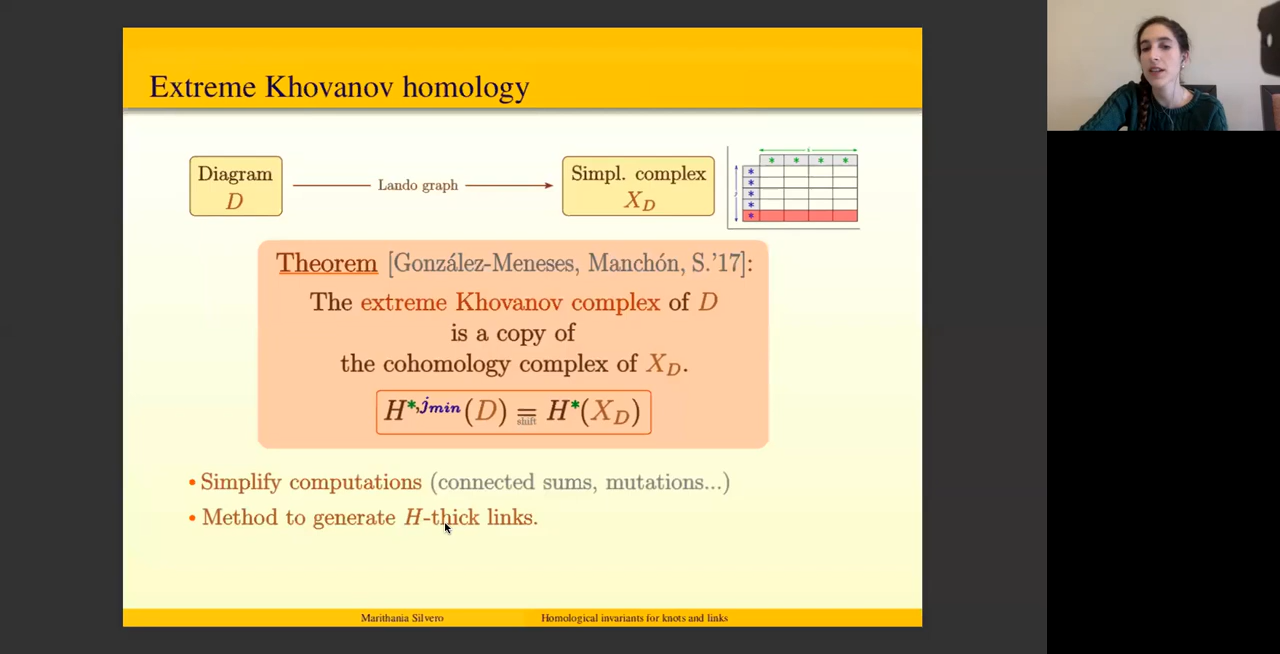 Extreme Khovanov homology
Diagram
D
Lando graph
Simpl. complex
X_D
Theorem [González-Meneses, Manchón, S.'17]:
The extreme Khovanov complex of D
is a copy of
the cohomology complex of X_D.
H^{*,j_{min}}(D) = H^*(X_D)
shift
• Simplify computations (connected sums, mutations...)
• Method to generate H-thick links.
Marithania Silvero Homological invariants for knots and links